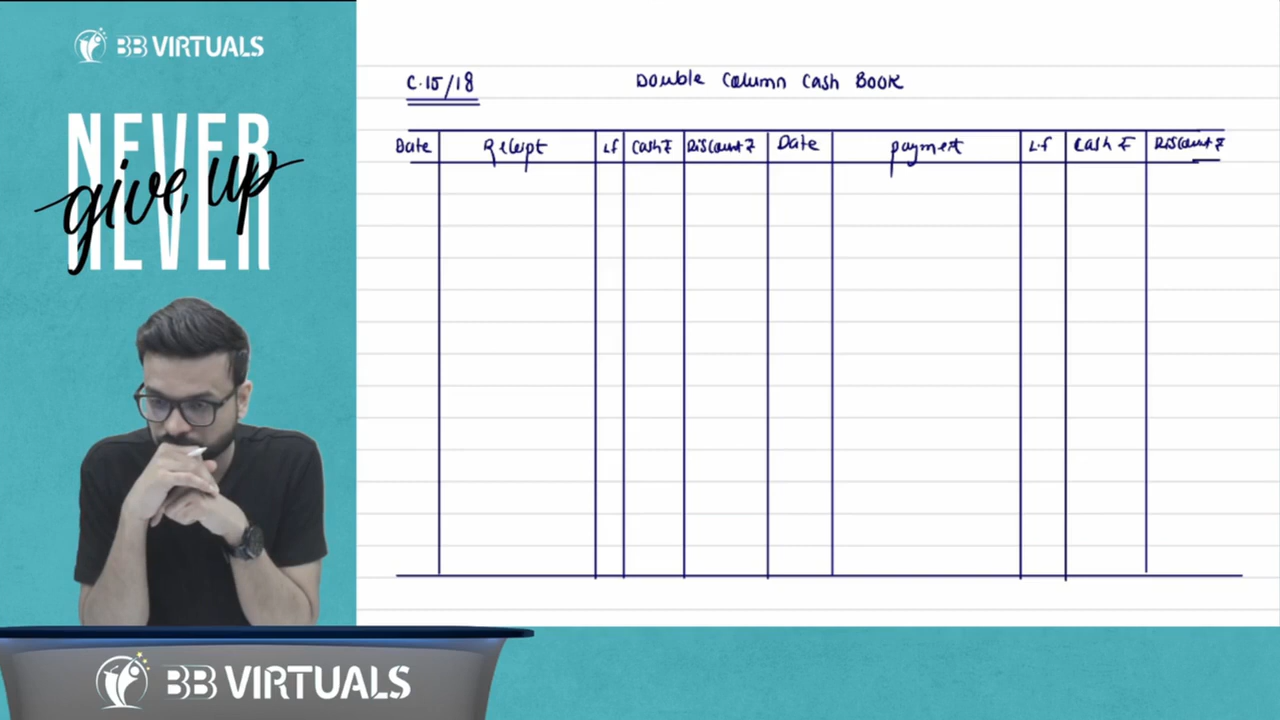 BB VIRTUALS
NEVER
give up
NEVER
C.15/18 Double Column Cash Book
Date Receipt Lf Cash ₹ Discount ₹ Date payment L.f Cash ₹ Discount ₹
BB VIRTUALS